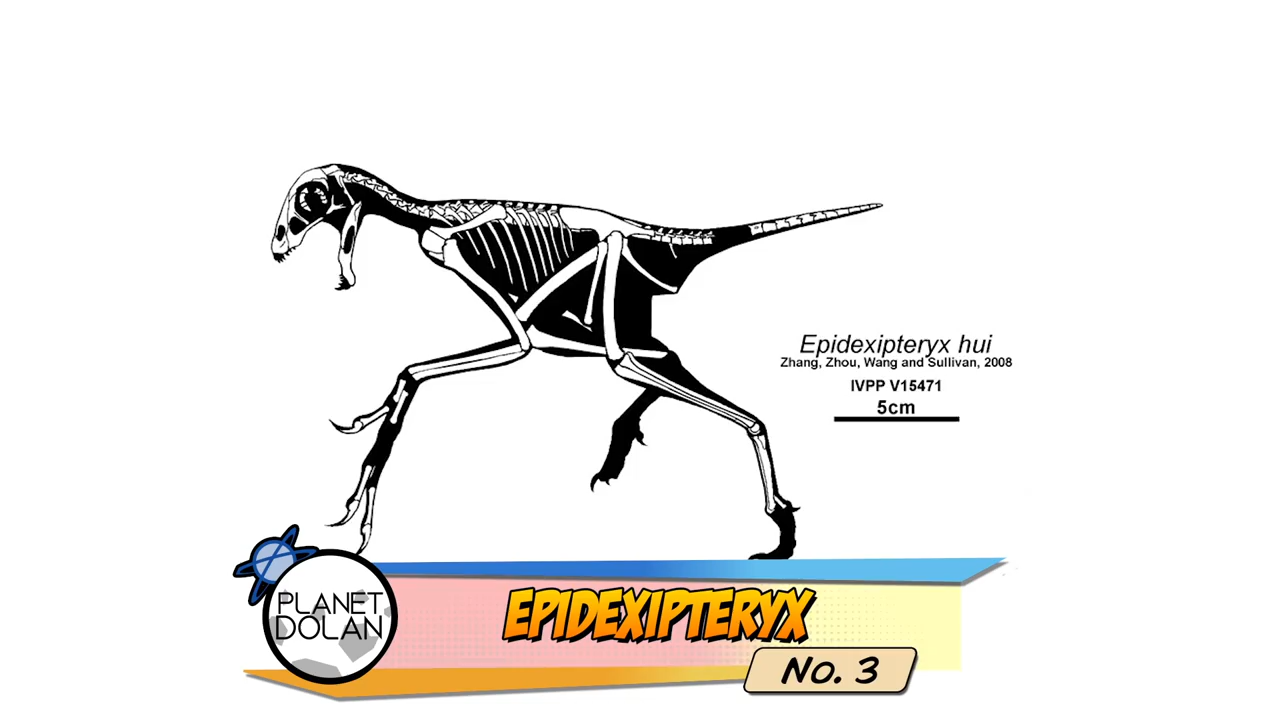 Epidexipteryx hui
Zhang, Zhou, Wang and Sullivan, 2008
IVPP V15471
5cm
PLANET
DOLAN
EPIDEXIPTERYX
NO. 3